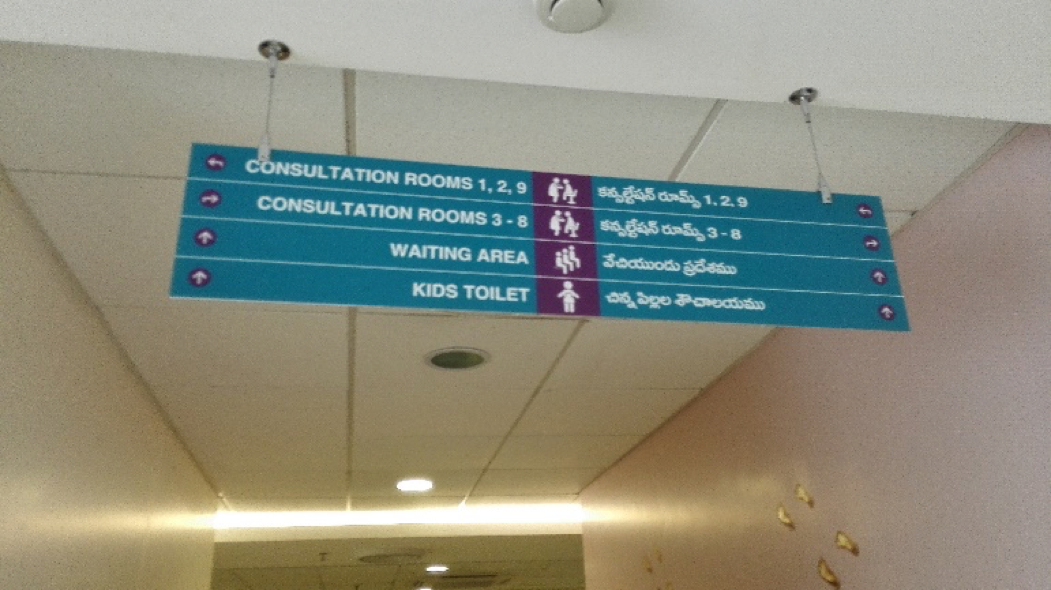 CONSULTATION ROOMS 1, 2, 9 కన్సల్టేషన్ రూమ్స్ 1, 2, 9
CONSULTATION ROOMS 3 - 8 కన్సల్టేషన్ రూమ్స్ 3 - 8
WAITING AREA వేచియుండు ప్రదేశము
KIDS TOILET చిన్న పిల్లల శౌచాలయము